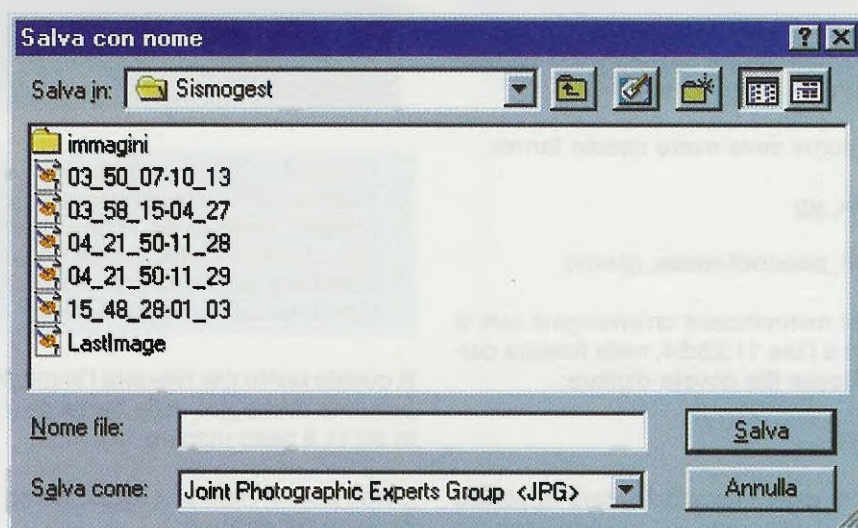 Salva con nome
Salva in: Sismogest
immagini
03_50_07-10_13
03_58_15-04_27
04_21_50-11_28
04_21_50-11_29
15_48_28-01_03
LastImage
Nome file: Salva
Salva come: Joint Photographic Experts Group <JPG> Annulla